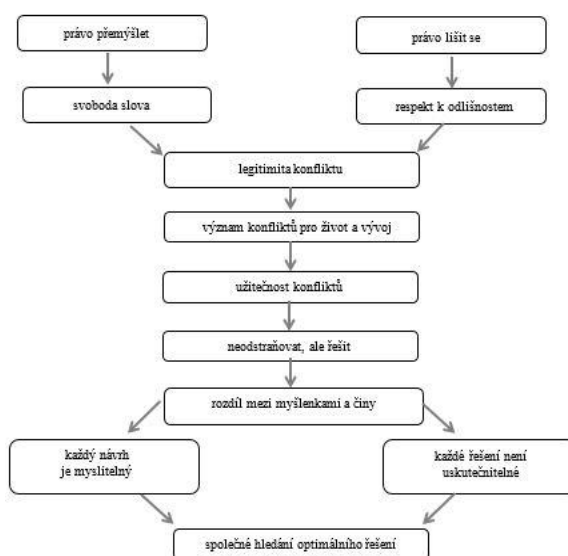 právo přemýšlet
právo lišit se
svoboda slova
respekt k odlišnostem
legitimita konfliktu
význam konfliktů pro život a vývoj
užitečnost konfliktů
neodstraňovat, ale řešit
rozdíl mezi myšlenkami a činy
každý návrh
je myslitelný
každé řešení není
uskutečnitelné
společné hledání optimálního řešení